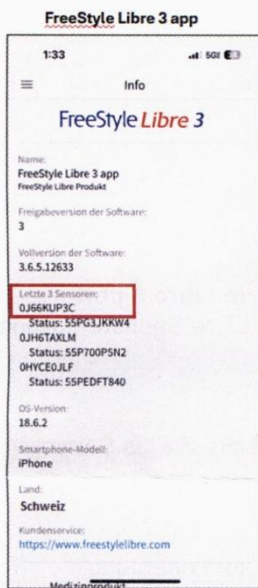 FreeStyle Libre 3 app
1:33
5G
Info
FreeStyle Libre 3
Name:
FreeStyle Libre 3 app
FreeStyle Libre Produkt
Freigabeversion der Software:
3
Vollversion der Software:
3.6.5.12633
Letzte 3 Sensoren:
0J66KUP3C
Status: 55PG3JKKW4
0JH6TAXLM
Status: 55P700P5N2
0HYCE0JLF
Status: 55PEDFT840
OS-Version:
18.6.2
Smartphone-Modell:
iPhone
Land:
Schweiz
Kundenservice:
https://www.freestylelibre.com
Medizinprodukt